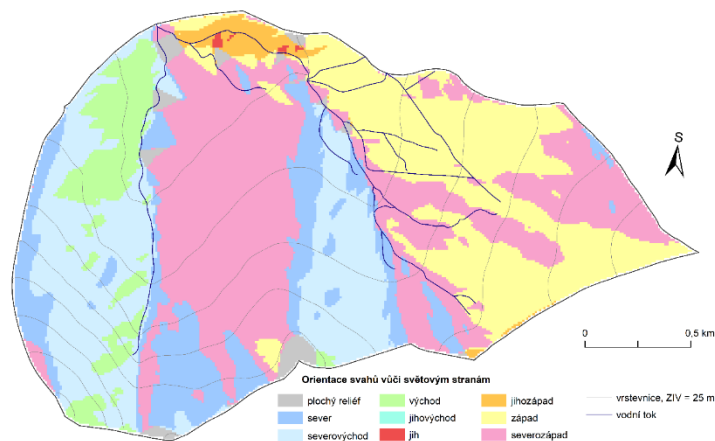 S
0 0,5 km
Orientace svahů vůči světovým stranám
plochý reliéf
sever
severovýchod
východ
jihovýchod
jih
jihozápad
západ
severozápad
vrstevnice, ZIV = 25 m
vodní tok